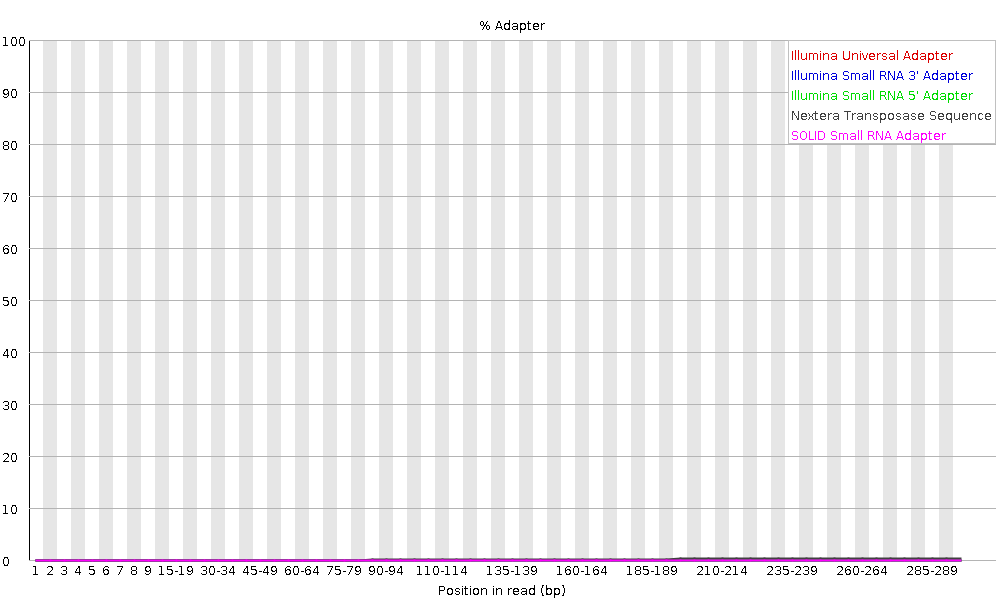 % Adapter
100
Illumina Universal Adapter
Illumina Small RNA 3' Adapter
Illumina Small RNA 5' Adapter
Nextera Transposase Sequence
SOLID Small RNA Adapter
90
80
70
60
50
40
30
20
10
0
1 2 3 4 5 6 7 8 9 15-19 30-34 45-49 60-64 75-79 90-94 110-114 135-139 160-164 185-189 210-214 235-239 260-264 285-289
Position in read (bp)